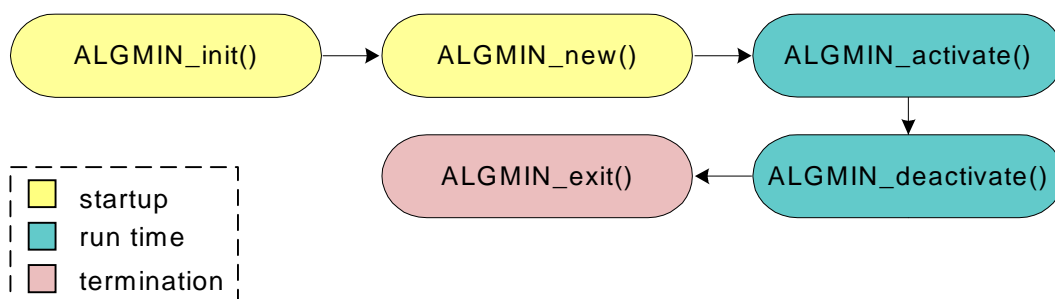 ALGMIN_init()
ALGMIN_new()
ALGMIN_activate()
ALGMIN_exit()
ALGMIN_deactivate()
startup
run time
termination